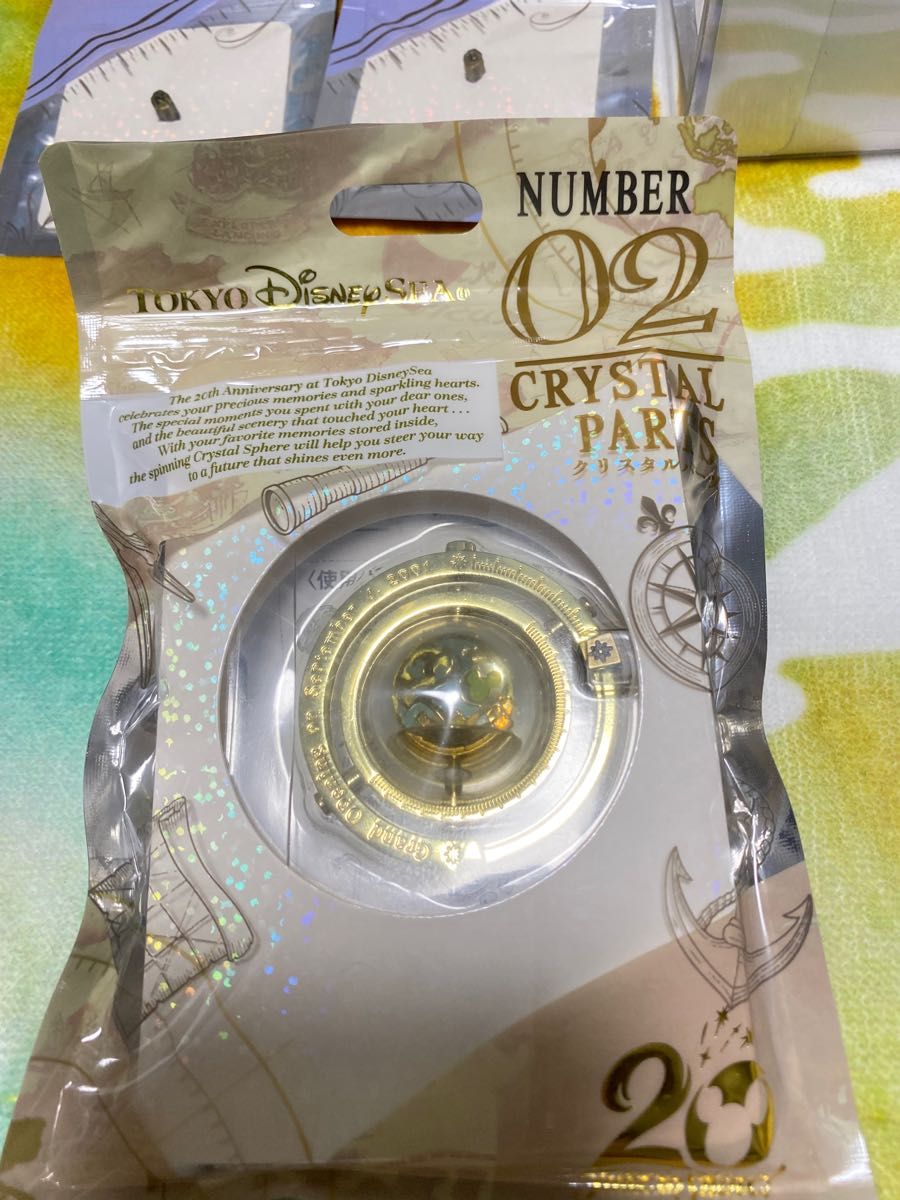 NUMBER
02
TOKYO DISNEY SEA
CRYSTAL
PARTS
クリスタル
The 20th Anniversary at Tokyo DisneySea
celebrates your precious memories and sparkling hearts.
The special moments you spent with your dear ones,
and the beautiful scenery that touched your heart...
With your favorite memories stored inside,
the spinning Crystal Sphere will help you steer your way
to a future that shines even more.
Grand Opening on September 4, 2001
20